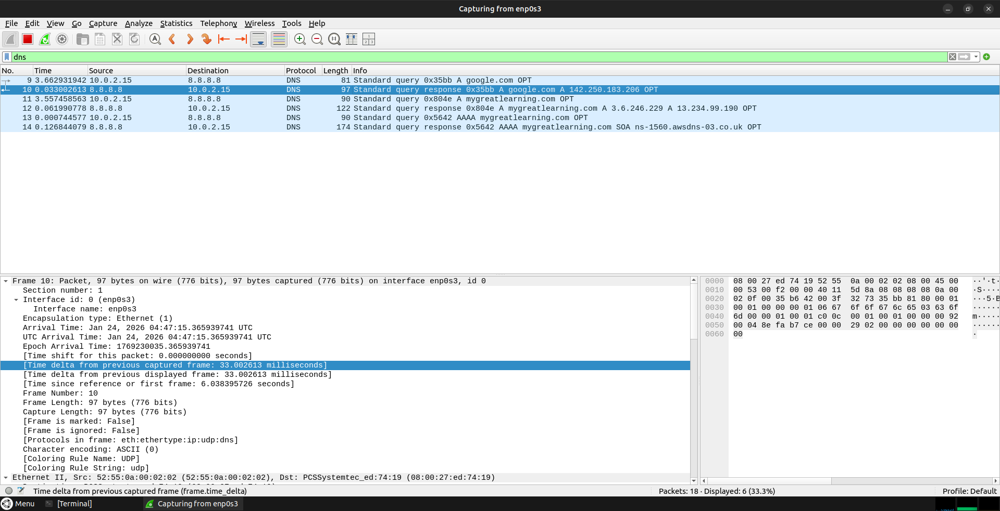 Capturing from enp0s3
File Edit View Go Capture Analyze Statistics Telephony Wireless Tools Help
dns
No. Time Source Destination Protocol Length Info
9 3.662931942 10.0.2.15 8.8.8.8 DNS 81 Standard query 0x35bb A google.com OPT
10 0.033002613 8.8.8.8 10.0.2.15 DNS 97 Standard query response 0x35bb A google.com A 142.250.183.206 OPT
11 3.557458563 10.0.2.15 8.8.8.8 DNS 90 Standard query 0x804e A mygreatlearning.com OPT
12 0.061990778 8.8.8.8 10.0.2.15 DNS 122 Standard query response 0x804e A mygreatlearning.com A 3.6.246.229 A 13.234.99.190 OPT
13 0.000744577 10.0.2.15 8.8.8.8 DNS 90 Standard query 0x5642 AAAA mygreatlearning.com OPT
14 0.126844079 8.8.8.8 10.0.2.15 DNS 174 Standard query response 0x5642 AAAA mygreatlearning.com SOA ns-1560.awsdns-03.co.uk OPT
Frame 10: Packet, 97 bytes on wire (776 bits), 97 bytes captured (776 bits) on interface enp0s3, id 0
Section number: 1
Interface id: 0 (enp0s3)
Interface name: enp0s3
Encapsulation type: Ethernet (1)
Arrival Time: Jan 24, 2026 04:47:15.365939741 UTC
UTC Arrival Time: Jan 24, 2026 04:47:15.365939741 UTC
Epoch Arrival Time: 1769230035.365939741
[Time shift for this packet: 0.000000000 seconds]
[Time delta from previous captured frame: 33.002613 milliseconds]
[Time delta from previous displayed frame: 33.002613 milliseconds]
[Time since reference or first frame: 6.038395726 seconds]
Frame Number: 10
Frame Length: 97 bytes (776 bits)
Capture Length: 97 bytes (776 bits)
[Frame is marked: False]
[Frame is ignored: False]
[Protocols in frame: eth:ethertype:ip:udp:dns]
Character encoding: ASCII (0)
[Coloring Rule Name: UDP]
[Coloring Rule String: udp]
Ethernet II, Src: 52:55:0a:00:02:02 (52:55:0a:00:02:02), Dst: PCSSystemtec_ed:74:19 (08:00:27:ed:74:19)
0000 08 00 27 ed 74 19 52 55 0a 00 02 02 08 00 45 00 ··'·t·
0010 00 53 00 f2 00 00 40 11 5d 8a 08 08 08 08 0a 00 ·S····
0020 02 0f 00 35 b6 42 00 3f 32 73 35 bb 81 80 00 01 ···5·B
0030 00 01 00 00 00 01 06 67 6f 6f 67 6c 65 03 63 6f ······
0040 6d 00 00 01 00 01 c0 0c 00 01 00 01 00 00 00 92 m·····
0050 00 04 8e fa b7 ce 00 00 29 02 00 00 00 00 00 00 ······
0060 00 ·
Time delta from previous captured frame (frame.time_delta) Packets: 18 · Displayed: 6 (33.3%) Profile: Default
Menu [Terminal] Capturing from enp0s3